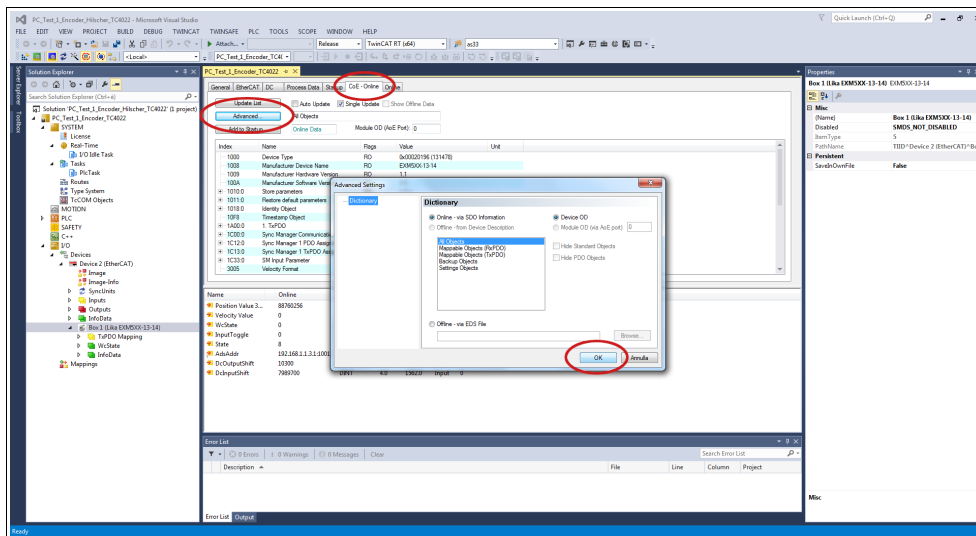 PC_Test_1_Encoder_Hilscher_TC4022 - Microsoft Visual Studio
Quick Launch (Ctrl+Q)
FILE EDIT VIEW PROJECT BUILD DEBUG TWINCAT TWINSAFE PLC TOOLS SCOPE WINDOW HELP
Attach... Release TwinCAT RT (x64) as33
<Local> PC_Test_1_Encoder_TC4(
Server Explorer
Toolbox
Solution Explorer
Search Solution Explorer (Ctrl+è)
Solution 'PC_Test_1_Encoder_Hilscher_TC4022' (1 project)
PC_Test_1_Encoder_TC4022
SYSTEM
License
Real-Time
I/O Idle Task
Tasks
PlcTask
Routes
Type System
TcCOM Objects
MOTION
PLC
SAFETY
C++
I/O
Devices
Device 2 (EtherCAT)
Image
Image-Info
SyncUnits
Inputs
Outputs
InfoData
Box 1 (Lika EXM5XX-13-14)
TxPDO Mapping
WcState
InfoData
Mappings
PC_Test_1_Encoder_TC4022
General EtherCAT DC Process Data Startup CoE - Online Online
Update List Auto Update Single Update Show Offline Data
Advanced... All Objects
Add to Startup... Online Data Module OD (AoE Port): 0
Index Name Flags Value Unit
1000 Device Type RO 0x00020196 (131478)
1008 Manufacturer Device Name RO EXM5XX-13-14
1009 Manufacturer Hardware Version RO 1.1
100A Manufacturer Software Vers
1010:0 Store parameters
1011:0 Restore default parameters
1018:0 Identity Object
10F8 Timestamp Object
1A00:0 1. TxPDO
1C00:0 Sync Manager Communicatio
1C12:0 Sync Manager 1 PDO Assign
1C13:0 Sync Manager 1 TxPDO Assi
1C33:0 SM Input Parameter
3005 Velocity Format
Advanced Settings
Dictionary
Dictionary
Online - via SDO Information
Offline - from Device Description
All Objects
Mappable Objects (RxPDO)
Mappable Objects (TxPDO)
Backup Objects
Settings Objects
Device OD
Module OD (via AoE port) 0
Hide Standard Objects
Hide PDO Objects
Offline - via EDS File
Browse...
OK Annulla
Name Online
Position Value 3... 88760256
Velocity Value 0
WcState 0
InputToggle 0
State 8
AdsAddr 192.168.1.1.3.1:1001
DcOutputShift 10300
DcInputShift 7989700 DINT 4.0 1562.0 Input 0
Error List
0 Errors 0 Warnings 0 Messages Clear
Search Error List
Description File Line Column Project
Error List Output
Properties
Box 1 (Lika EXM5XX-13-14) EXM5XX-13-14
Misc
(Name) Box 1 (Lika EXM5XX-13-14)
Disabled SMDS_NOT_DISABLED
ItemType 5
PathName TIID^Device 2 (EtherCAT)^Bo
Persistent
SaveInOwnFile False
Misc
Ready